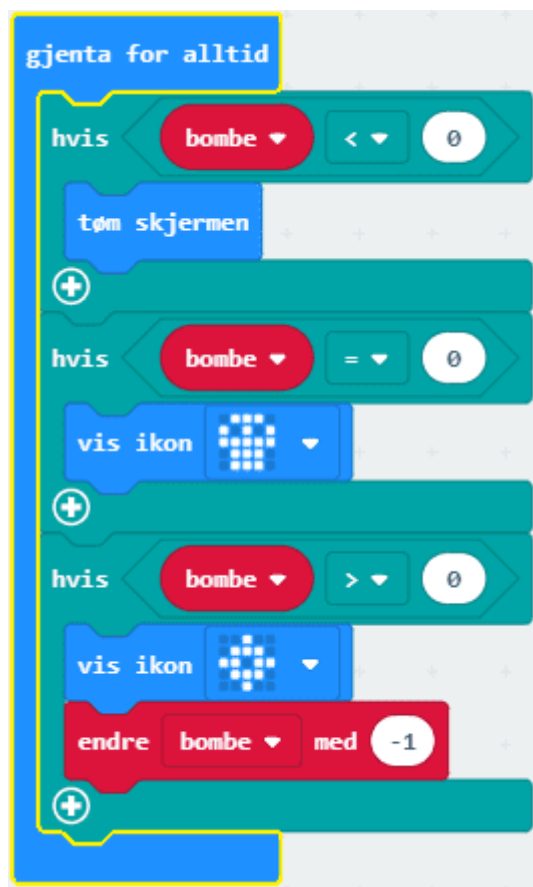 gjenta for alltid
hvis bombe < 0
tøm skjermen
hvis bombe = 0
vis ikon
hvis bombe > 0
vis ikon
endre bombe med -1